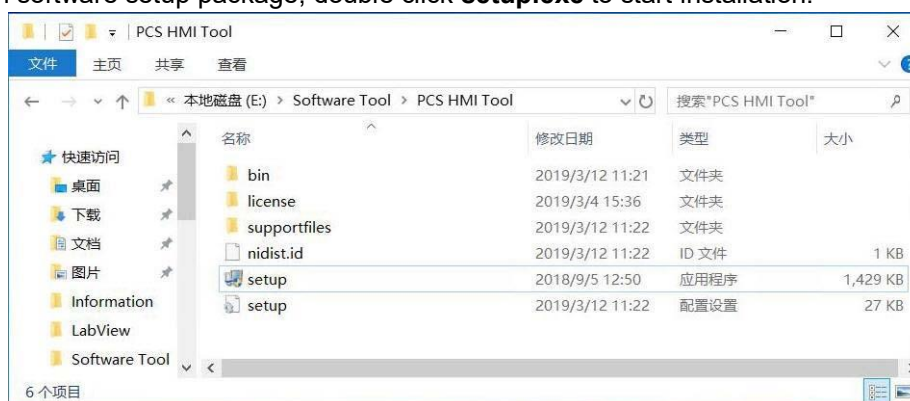 software setup package, double-click setup.exe to start installation.
PCS HMI Tool
文件 主页 共享 查看
« 本地磁盘 (E:) > Software Tool > PCS HMI Tool 搜索"PCS HMI Tool"
名称 修改日期 类型 大小
快速访问
桌面
下载
文档
图片
Information
LabView
Software Tool
bin 2019/3/12 11:21 文件夹
license 2019/3/4 15:36 文件夹
supportfiles 2019/3/12 11:22 文件夹
nidist.id 2019/3/12 11:22 ID 文件 1 KB
setup 2018/9/5 12:50 应用程序 1,429 KB
setup 2019/3/12 11:22 配置设置 27 KB
6 个项目